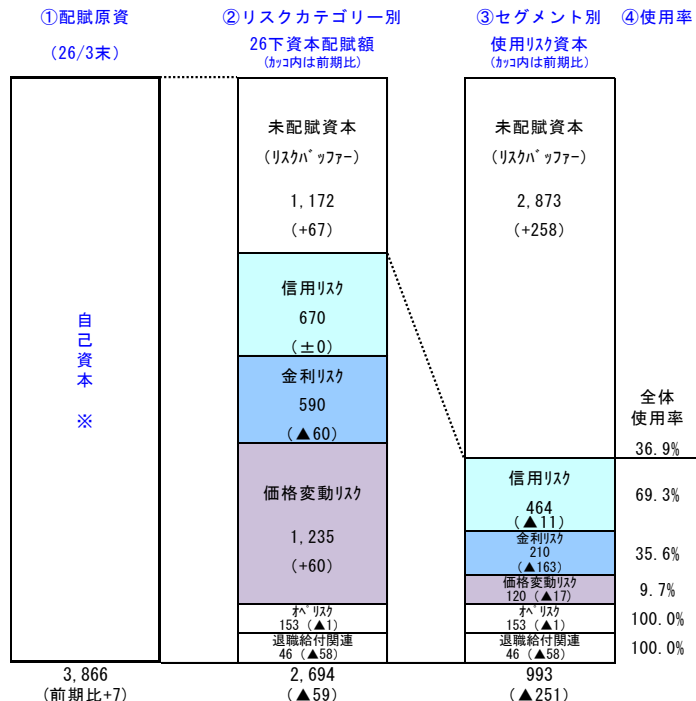 ①配賦原資
(26/3末)
自
己
資
本
※
3,866
(前期比+7)
②リスクカテゴリー別
26下資本配賦額
(ｶｯｺ内は前期比)
未配賦資本
(ﾘｽｸﾊﾞｯﾌｧｰ)
1,172
(+67)
信用ﾘｽｸ
670
(±0)
金利ﾘｽｸ
590
(▲60)
価格変動ﾘｽｸ
1,235
(+60)
ｵﾍﾟﾘｽｸ
153 (▲1)
退職給付関連
46 (▲58)
2,694
(▲59)
③セグメント別
使用ﾘｽｸ資本
(ｶｯｺ内は前期比)
未配賦資本
(ﾘｽｸﾊﾞｯﾌｧｰ)
2,873
(+258)
信用ﾘｽｸ
464
(▲11)
金利ﾘｽｸ
210
(▲163)
価格変動ﾘｽｸ
120 (▲17)
ｵﾍﾟﾘｽｸ
153 (▲1)
退職給付関連
46 (▲58)
993
(▲251)
④使用率
全体
使用率
36.9%
69.3%
35.6%
9.7%
100.0%
100.0%